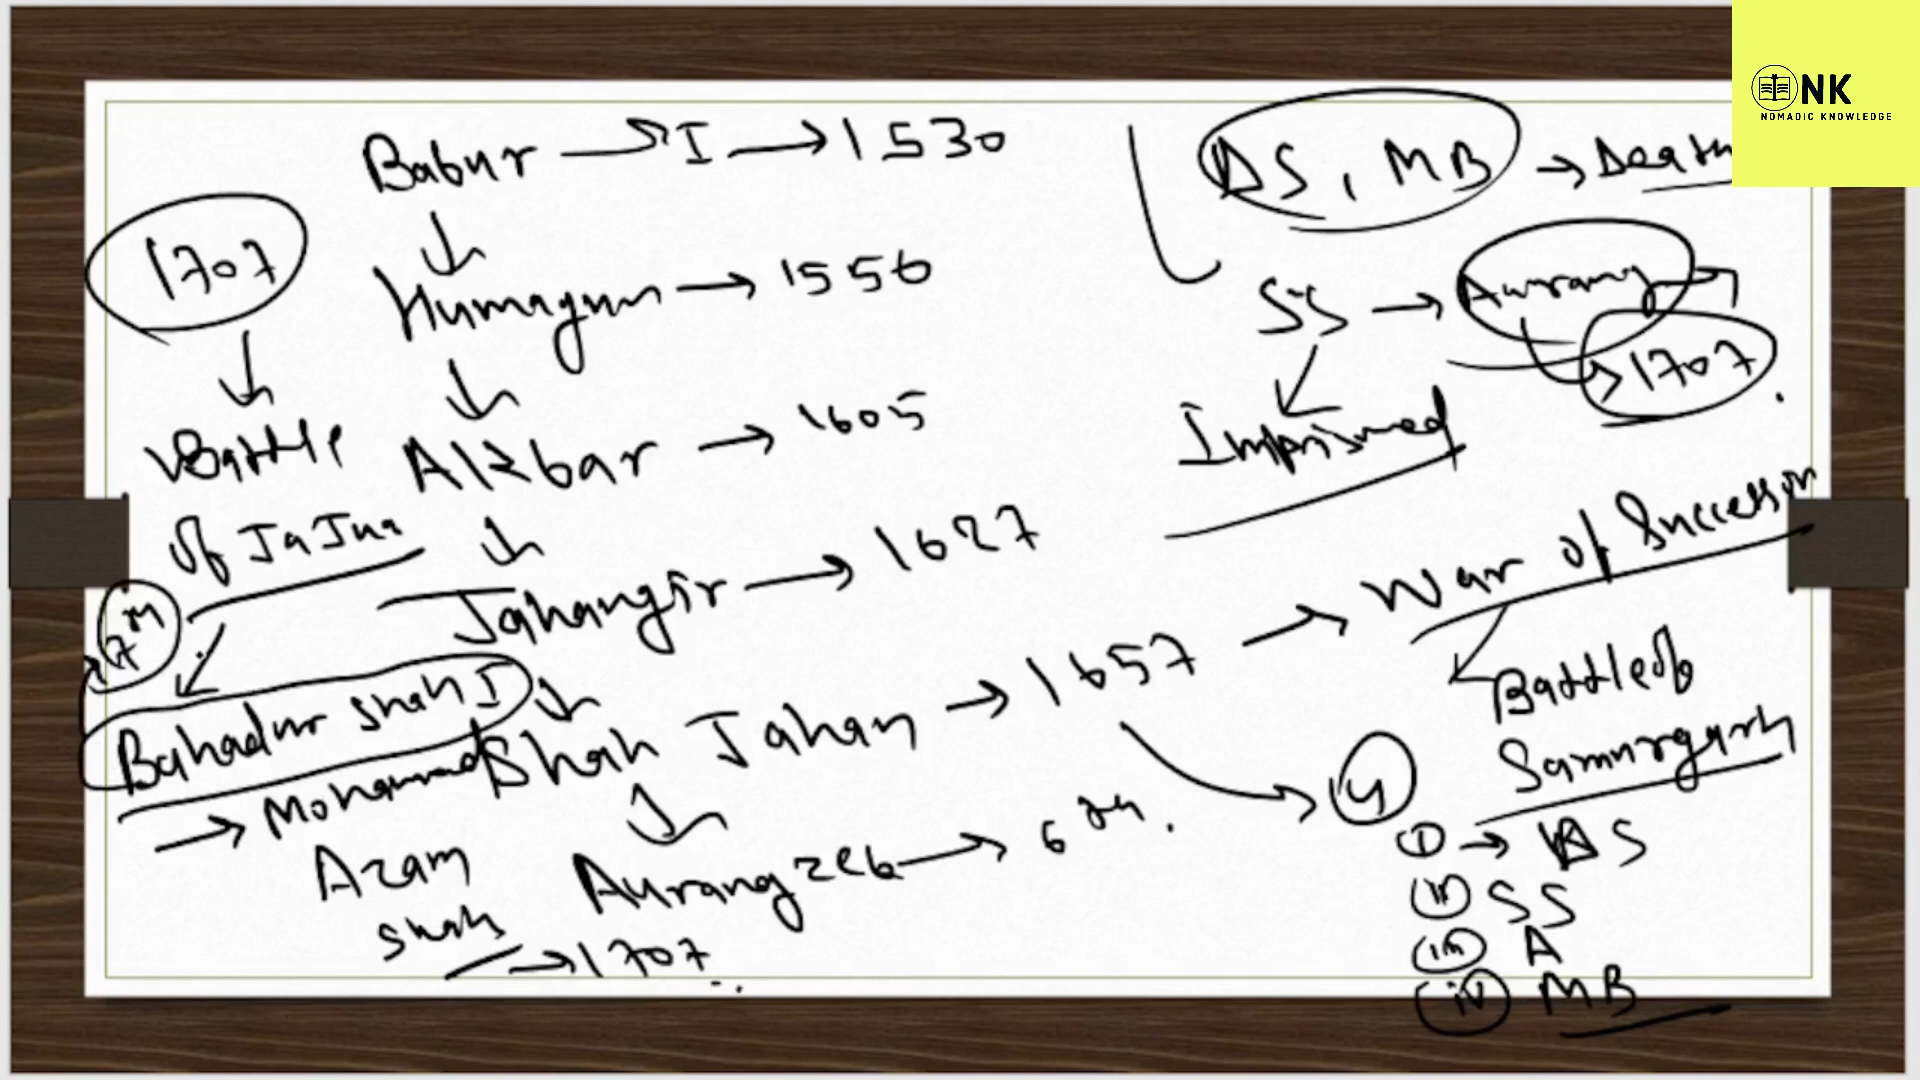 Babur → I → 1530
Humayun → 1556
Akbar → 1605
Jahangir → 1627
Shah Jahan → 1657 → War of Succession
Aurangzeb → 6th.
1707
Battle
of JaJua
7th
Bahadur Shah I
→ Mohammad
Azam
Shah
→ 1707
DS, MB → Death
SS → Aurang
→ 1707
Imprisoned
Battle of
Samurgarh
4
i → DS
ii SS
iii A
iv MB
NK
NOMADIC KNOWLEDGE